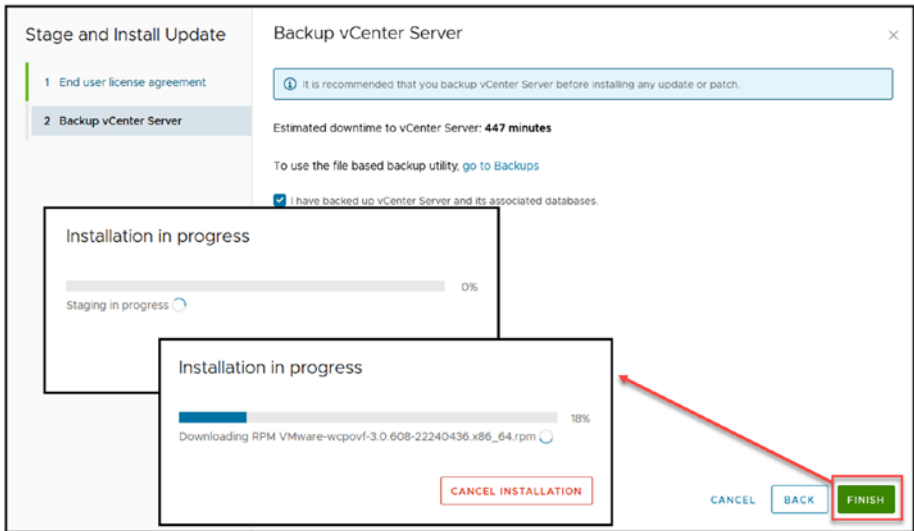 Stage and Install Update
1 End user license agreement
2 Backup vCenter Server
Backup vCenter Server
It is recommended that you backup vCenter Server before installing any update or patch.
Estimated downtime to vCenter Server: 447 minutes
To use the file based backup utility, go to Backups
I have backed up vCenter Server and its associated databases.
Installation in progress
0%
Staging in progress
Installation in progress
18%
Downloading RPM VMware-wcpovf-3.0.608-22240436.x86_64.rpm
CANCEL INSTALLATION
CANCEL BACK FINISH